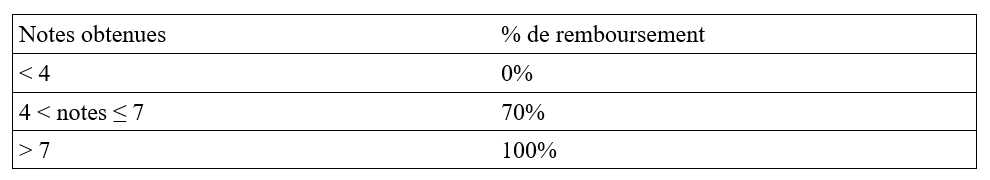 Notes obtenues % de remboursement
< 4 0%
4 < notes ≤ 7 70%
> 7 100%